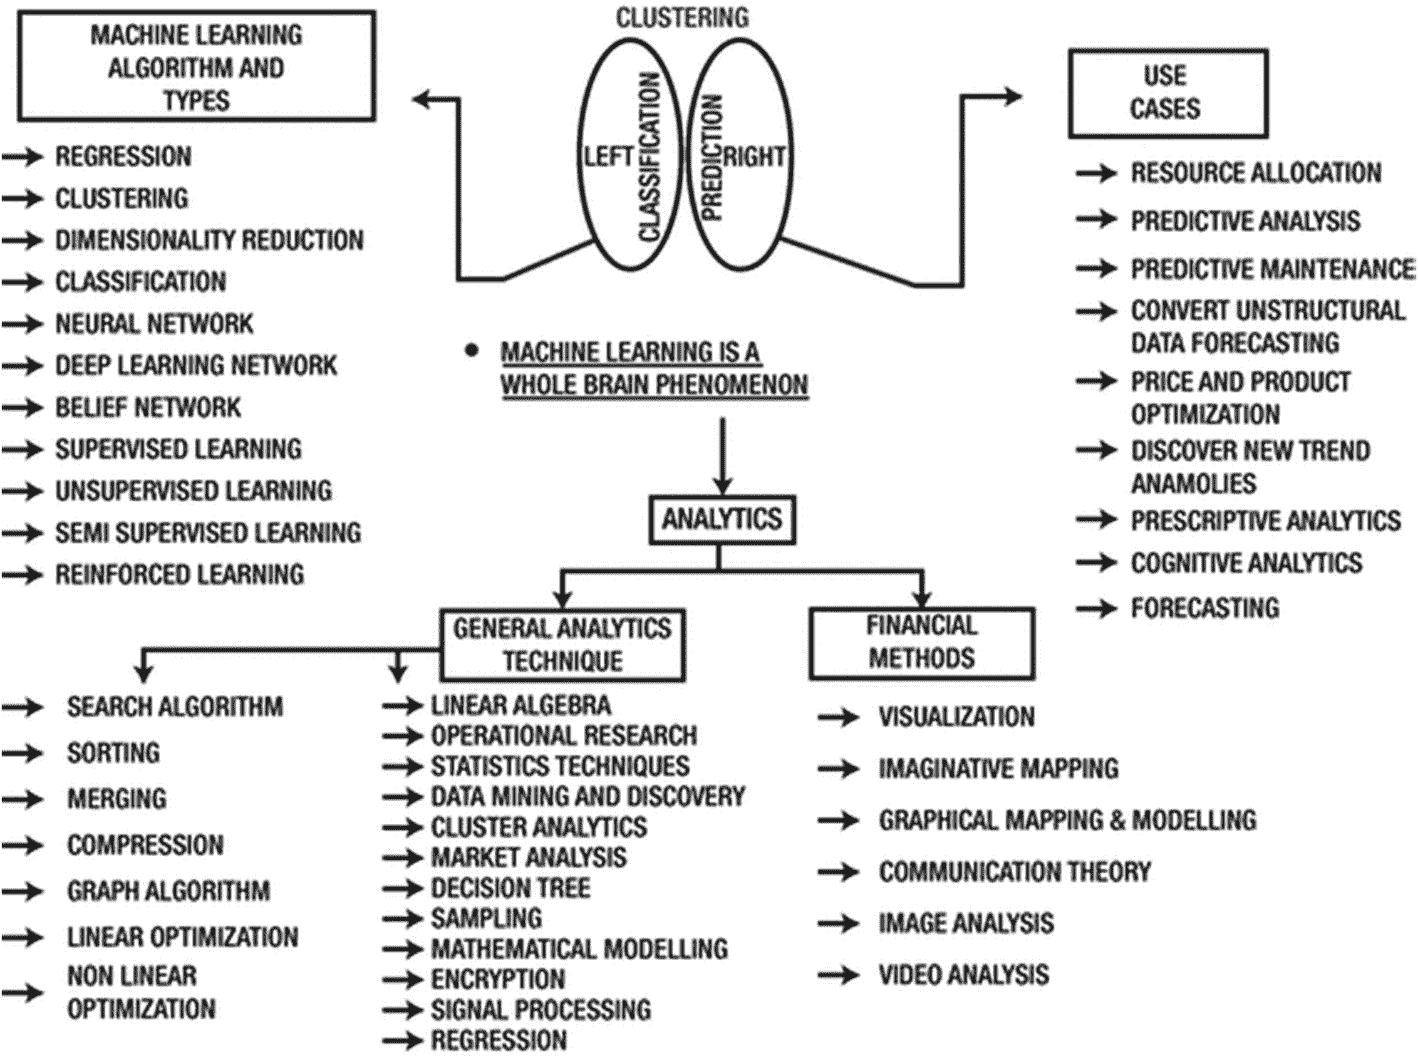 MACHINE LEARNING
ALGORITHM AND
TYPES
REGRESSION
CLUSTERING
DIMENSIONALITY REDUCTION
CLASSIFICATION
NEURAL NETWORK
DEEP LEARNING NETWORK
BELIEF NETWORK
SUPERVISED LEARNING
UNSUPERVISED LEARNING
SEMI SUPERVISED LEARNING
REINFORCED LEARNING
CLUSTERING
LEFT
CLASSIFICATION
PREDICTION
RIGHT
• MACHINE LEARNING IS A
WHOLE BRAIN PHENOMENON
USE
CASES
RESOURCE ALLOCATION
PREDICTIVE ANALYSIS
PREDICTIVE MAINTENANCE
CONVERT UNSTRUCTURAL
DATA FORECASTING
PRICE AND PRODUCT
OPTIMIZATION
DISCOVER NEW TREND
ANAMOLIES
PRESCRIPTIVE ANALYTICS
COGNITIVE ANALYTICS
FORECASTING
ANALYTICS
GENERAL ANALYTICS
TECHNIQUE
SEARCH ALGORITHM
SORTING
MERGING
COMPRESSION
GRAPH ALGORITHM
LINEAR OPTIMIZATION
NON LINEAR
OPTIMIZATION
LINEAR ALGEBRA
OPERATIONAL RESEARCH
STATISTICS TECHNIQUES
DATA MINING AND DISCOVERY
CLUSTER ANALYTICS
MARKET ANALYSIS
DECISION TREE
SAMPLING
MATHEMATICAL MODELLING
ENCRYPTION
SIGNAL PROCESSING
REGRESSION
FINANCIAL
METHODS
VISUALIZATION
IMAGINATIVE MAPPING
GRAPHICAL MAPPING & MODELLING
COMMUNICATION THEORY
IMAGE ANALYSIS
VIDEO ANALYSIS